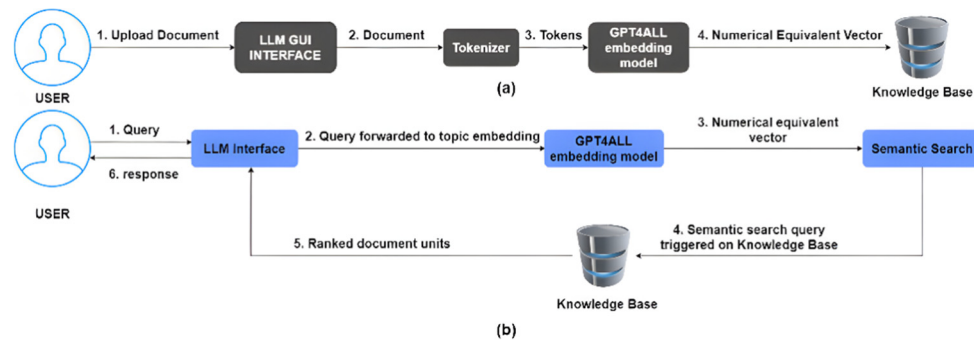 1. Upload Document
LLM GUI
INTERFACE
2. Document
Tokenizer
3. Tokens
GPT4ALL
embedding
model
4. Numerical Equivalent Vector
USER
(a)
Knowledge Base
1. Query
6. response
LLM Interface
2. Query forwarded to topic embedding
GPT4ALL
embedding model
3. Numerical equivalent
vector
Semantic Search
USER
4. Semantic search query
triggered on Knowledge Base
5. Ranked document units
Knowledge Base
(b)